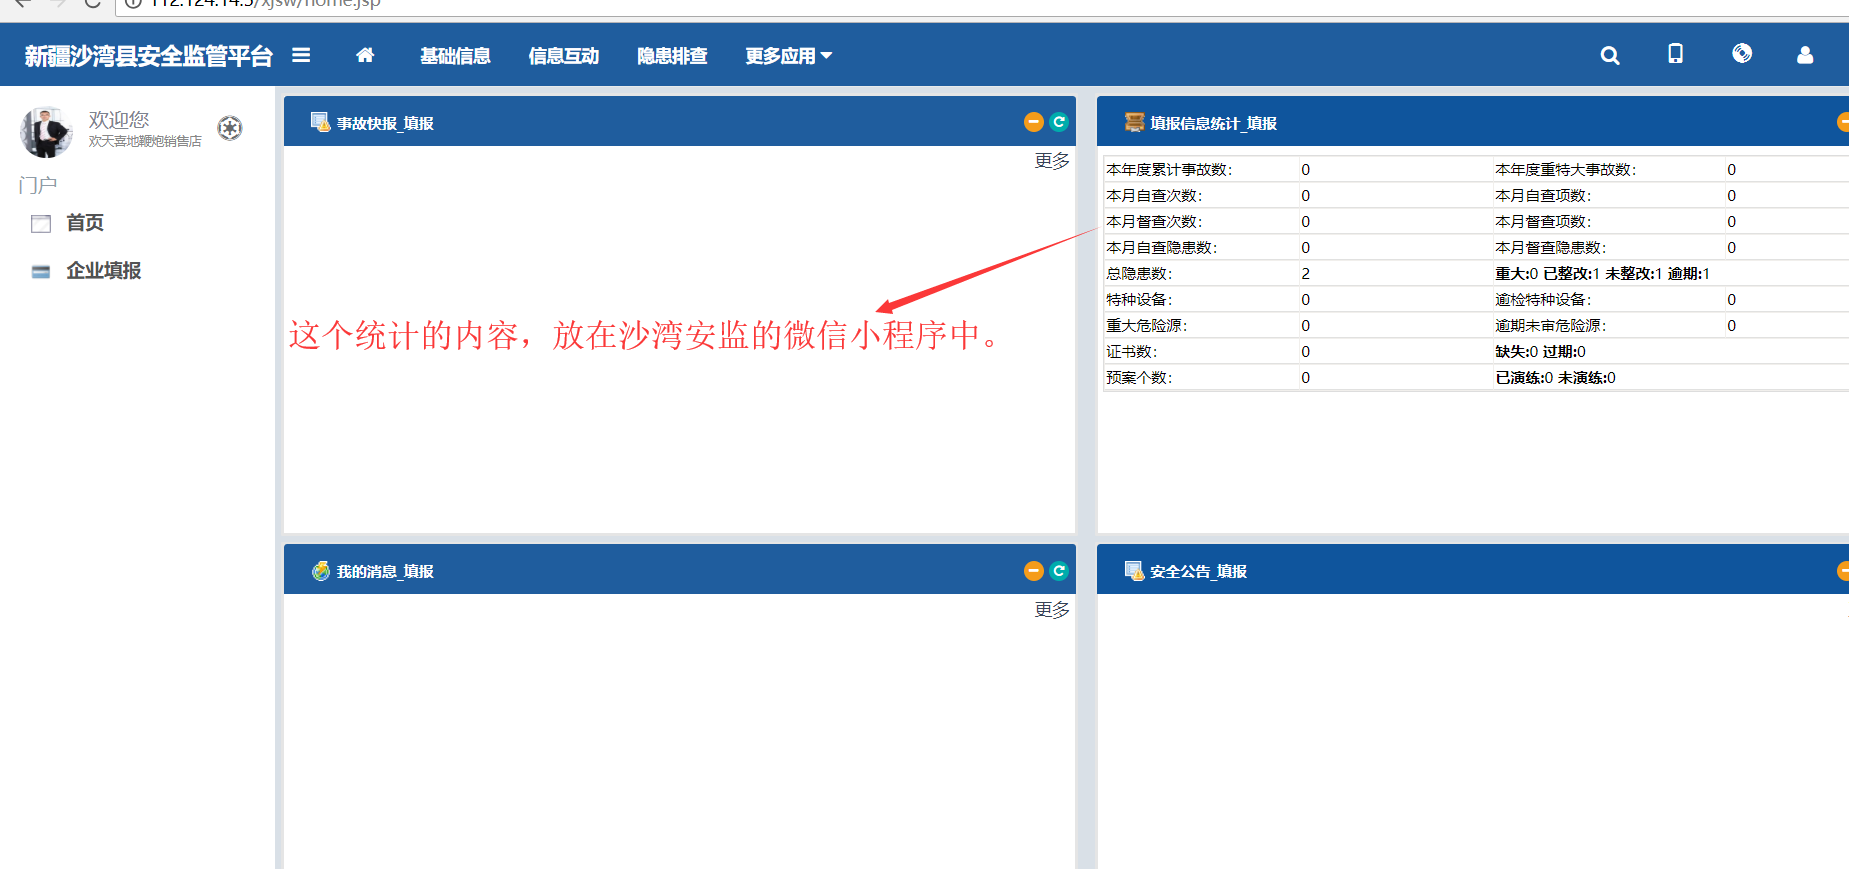 112.124.14.5/xjsw/home.jsp
新疆沙湾县安全监管平台 基础信息 信息互动 隐患排查 更多应用
欢迎您
欢天喜地鞭炮销售店
门户
首页
企业填报
事故快报_填报
更多
这个统计的内容，放在沙湾安监的微信小程序中。
填报信息统计_填报
本年度累计事故数： 0 本年度重特大事故数： 0
本月自查次数： 0 本月自查项数： 0
本月督查次数： 0 本月督查项数： 0
本月自查隐患数： 0 本月督查隐患数： 0
总隐患数： 2 重大:0 已整改:1 未整改:1 逾期:1
特种设备： 0 逾检特种设备： 0
重大危险源： 0 逾期未审危险源： 0
证书数： 0 缺失:0 过期:0
预案个数： 0 已演练:0 未演练:0
我的消息_填报
更多
安全公告_填报